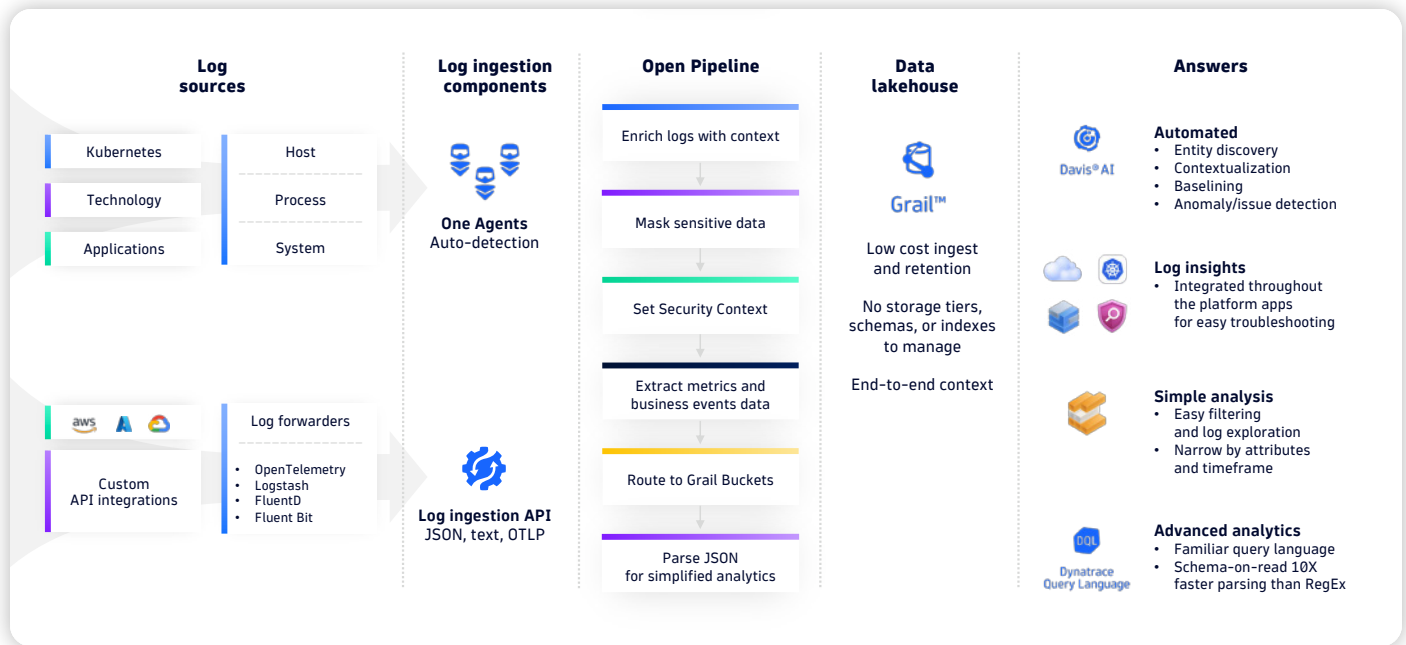 Log
sources
Kubernetes
Technology
Applications
Host
Process
System
aws
Custom
API integrations
Log forwarders
• OpenTelemetry
• Logstash
• FluentD
• Fluent Bit
Log ingestion
components
One Agents
Auto-detection
Log ingestion API
JSON, text, OTLP
Open Pipeline
Enrich logs with context
Mask sensitive data
Set Security Context
Extract metrics and
business events data
Route to Grail Buckets
Parse JSON
for simplified analytics
Data
lakehouse
Grail™
Low cost ingest
and retention
No storage tiers,
schemas, or indexes
to manage
End-to-end context
Answers
Davis® AI
Automated
• Entity discovery
• Contextualization
• Baselining
• Anomaly/issue detection
Log insights
• Integrated throughout
the platform apps
for easy troubleshooting
Simple analysis
• Easy filtering
and log exploration
• Narrow by attributes
and timeframe
DQL
Dynatrace
Query Language
Advanced analytics
• Familiar query language
• Schema-on-read 10X
faster parsing than RegEx